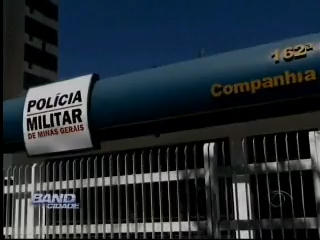 POLÍCIA
MILITAR
DE MINAS GERAIS
162ª
Companhia
BAND
CIDADE